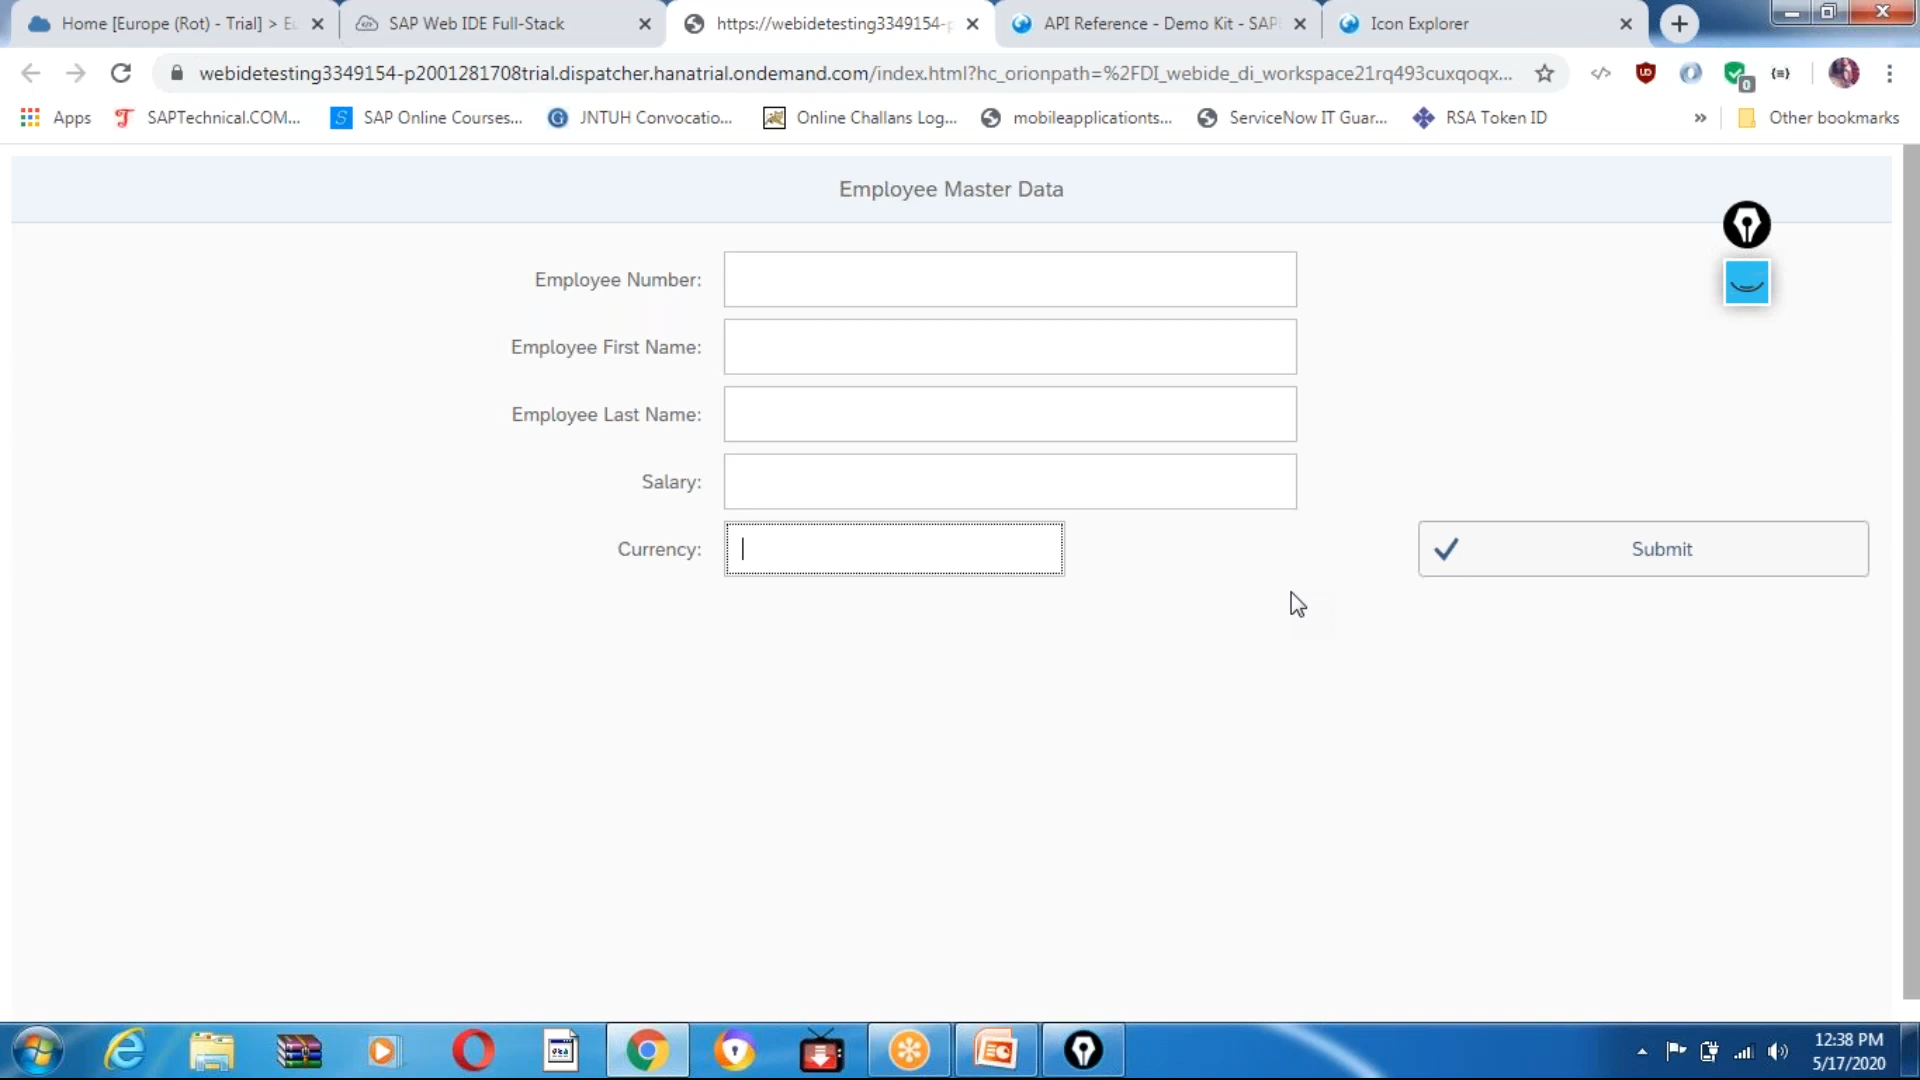 Home [Europe (Rot) - Trial] > Eu
SAP Web IDE Full-Stack
https://webidetesting3349154-p
API Reference - Demo Kit - SAPU
Icon Explorer
webidetesting3349154-p2001281708trial.dispatcher.hanatrial.ondemand.com/index.html?hc_orionpath=%2FDI_webide_di_workspace21rq493cuxqoqx...
Apps
SAPTechnical.COM...
SAP Online Courses...
JNTUH Convocatio...
Online Challans Log...
mobileapplicationts...
ServiceNow IT Guar...
RSA Token ID
»
Other bookmarks
Employee Master Data
Employee Number:
Employee First Name:
Employee Last Name:
Salary:
Currency:
Submit
12:38 PM
5/17/2020